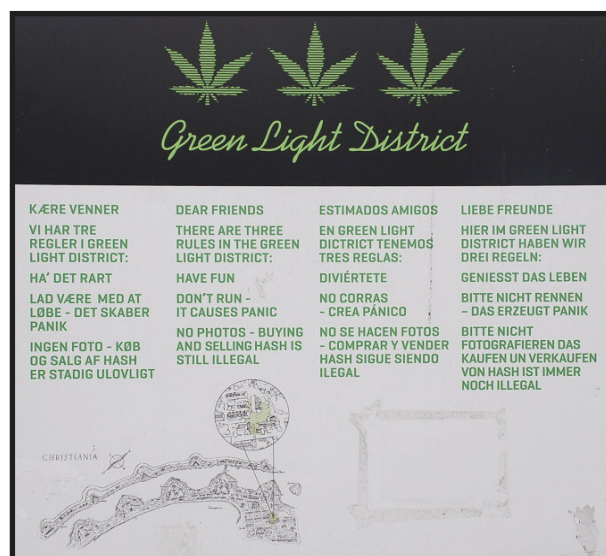 Green Light District
KÆRE VENNER
VI HAR TRE
REGLER I GREEN
LIGHT DISTRICT:
HA' DET RART
LAD VÆRE MED AT
LØBE - DET SKABER
PANIK
INGEN FOTO - KØB
OG SALG AF HASH
ER STADIG ULOVLIGT
DEAR FRIENDS
THERE ARE THREE
RULES IN THE GREEN
LIGHT DISTRICT:
HAVE FUN
DON'T RUN -
IT CAUSES PANIC
NO PHOTOS - BUYING
AND SELLING HASH IS
STILL ILLEGAL
ESTIMADOS AMIGOS
EN GREEN LIGHT
DICTRICT TENEMOS
TRES REGLAS:
DIVIÉRTETE
NO CORRAS
- CREA PÁNICO
NO SE HACEN FOTOS
- COMPRAR Y VENDER
HASH SIGUE SIENDO
ILEGAL
LIEBE FREUNDE
HIER IM GREEN LIGHT
DISTRICT HABEN WIR
DREI REGELN:
GENIESST DAS LEBEN
BITTE NICHT RENNEN
- DAS ERZEUGT PANIK
BITTE NICHT
FOTOGRAFIEREN DAS
KAUFEN UN VERKAUFEN
VON HASH IST IMMER
NOCH ILLEGAL
CHRISTIANIA